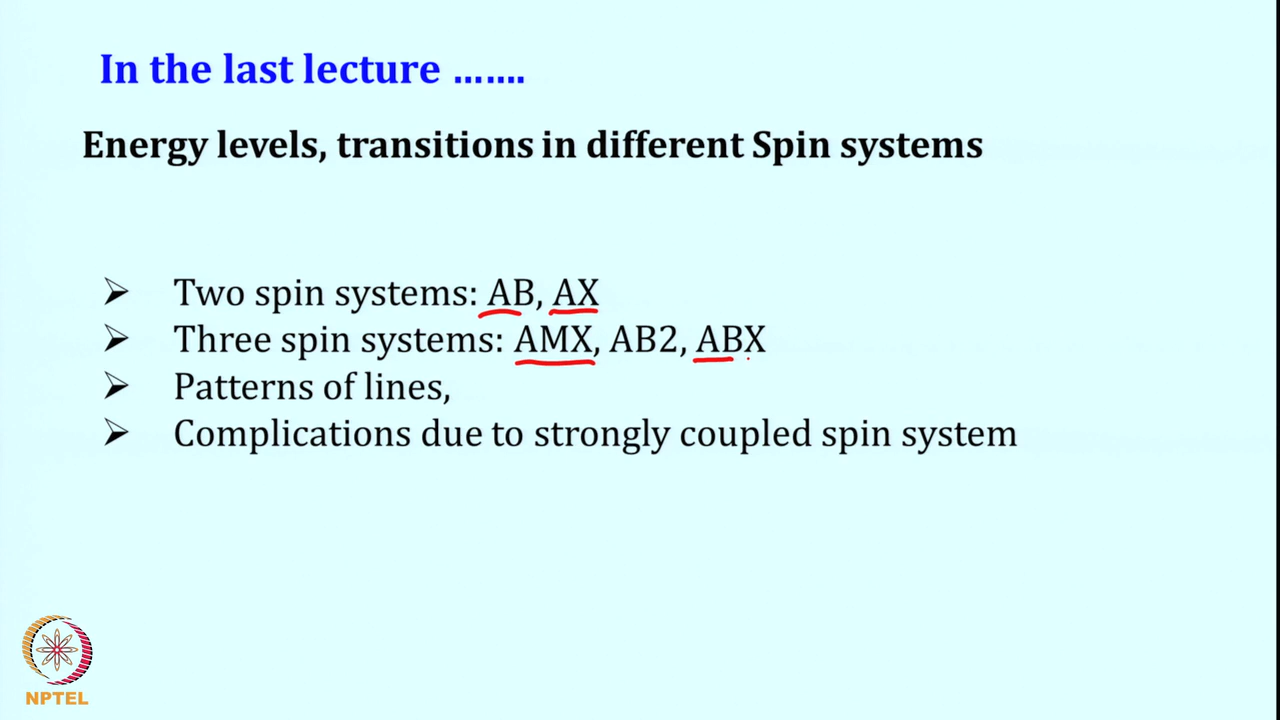 In the last lecture .......
Energy levels, transitions in different Spin systems
Two spin systems: AB, AX
Three spin systems: AMX, AB2, ABX
Patterns of lines,
Complications due to strongly coupled spin system
NPTEL